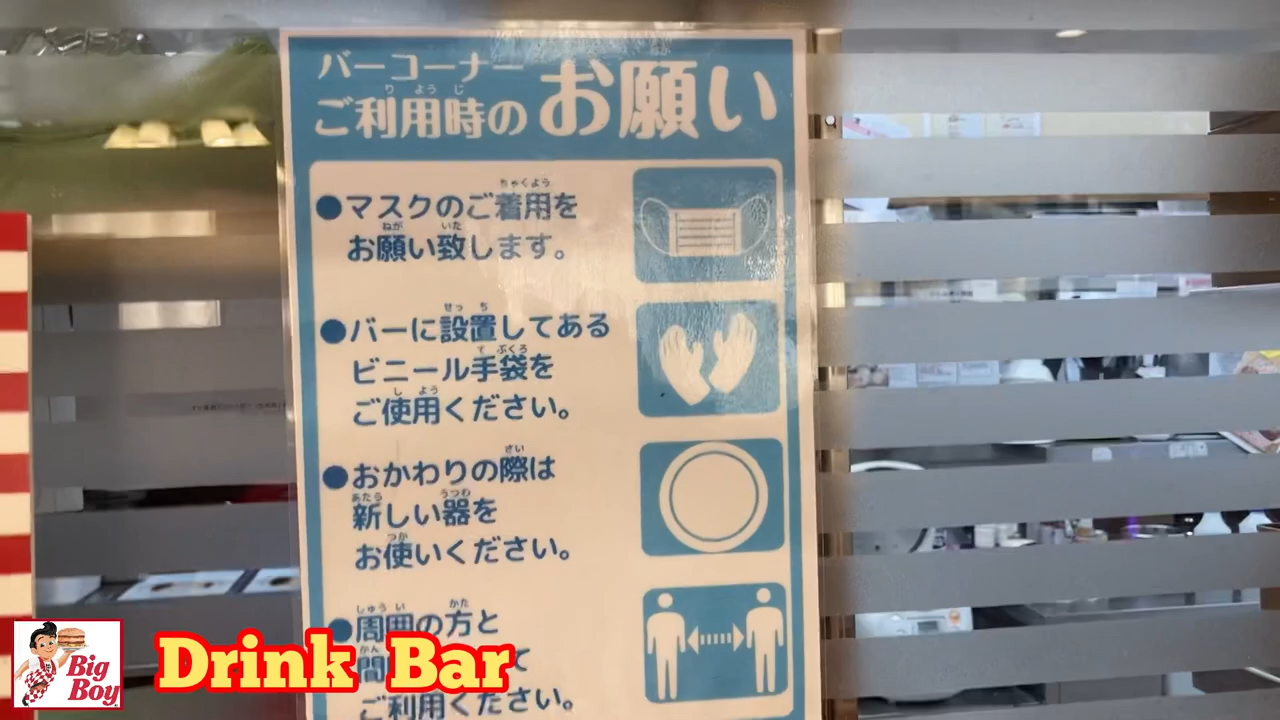 バーコーナー
ご利用時の お願い
●マスクのご着用を
お願い致します。
●バーに設置してある
ビニール手袋を
ご使用ください。
●おかわりの際は
新しい器を
お使いください。
●周囲の方と
間 て
ご利用ください。
Big
Boy
Drink Bar